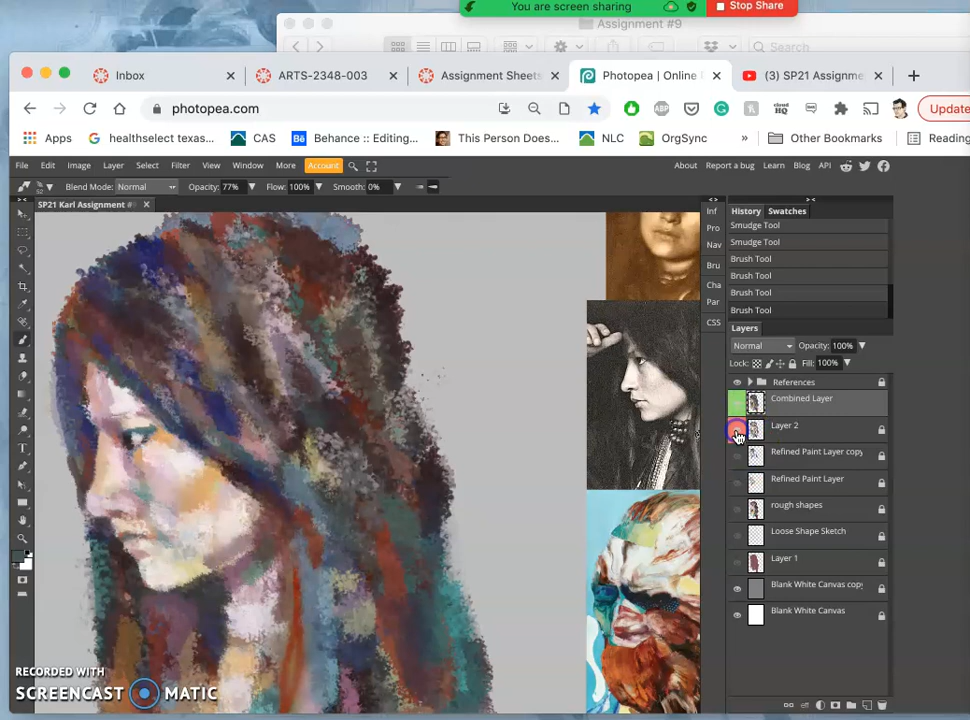 You are screen sharing
Stop Share
Assignment #9
Search
Inbox
ARTS-2348-003
Assignment Sheets
Photopea | Online
(3) SP21 Assignme
photopea.com
ABP
cloud HQ
Update
Apps
healthselect texas...
CAS
Behance :: Editing...
This Person Does...
NLC
OrgSync
»
Other Bookmarks
Reading
File Edit Image Layer Select Filter View Window More Account
About Report a bug Learn Blog API
Blend Mode: Normal Opacity: 77% Flow: 100% Smooth: 0%
SP21 Karl Assignment #
Inf
Pro
Nav
Bru
Cha
Par
CSS
History Swatches
Smudge Tool
Smudge Tool
Brush Tool
Brush Tool
Brush Tool
Brush Tool
Layers
Normal Opacity: 100%
Lock: Fill: 100%
References
Combined Layer
Layer 2
Refined Paint Layer copy
Refined Paint Layer
rough shapes
Loose Shape Sketch
Layer 1
Blank White Canvas copy
Blank White Canvas
RECORDED WITH
SCREENCAST MATIC